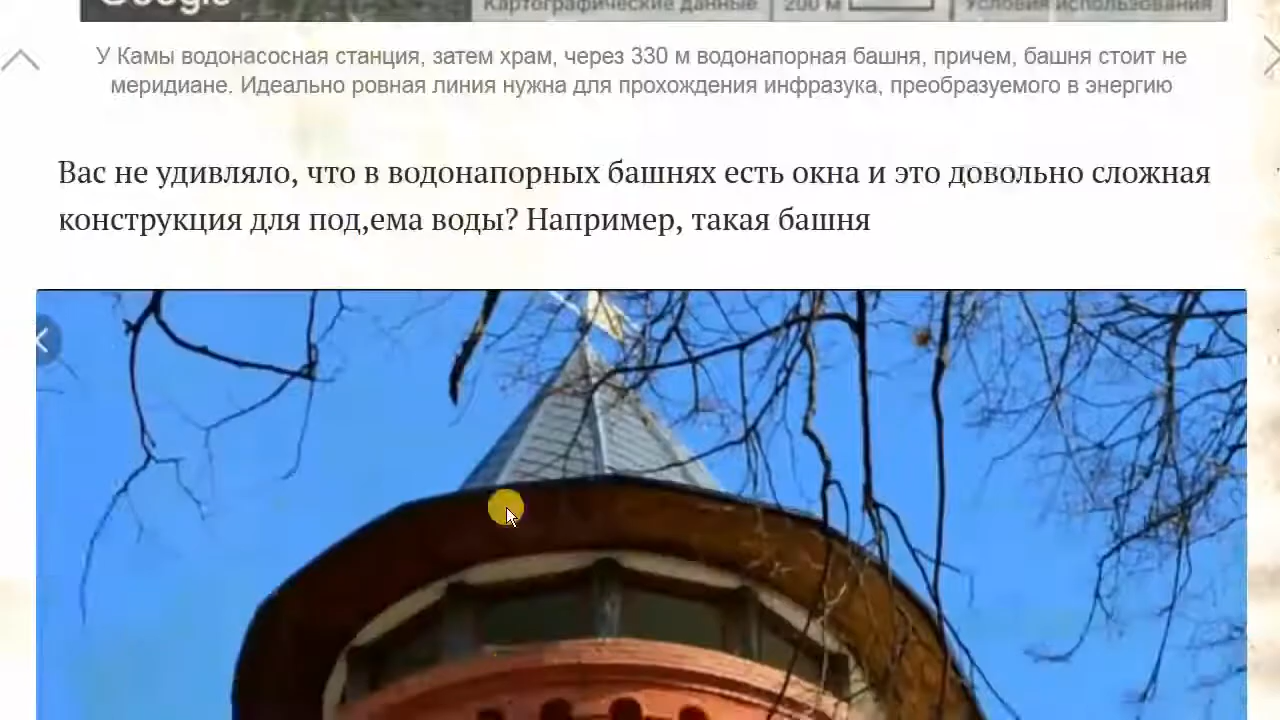 Google
Картографические данные 200 м Условия использования
У Камы водонасосная станция, затем храм, через 330 м водонапорная башня, причем, башня стоит не
меридиане. Идеально ровная линия нужна для прохождения инфразука, преобразуемого в энергию
Вас не удивляло, что в водонапорных башнях есть окна и это довольно сложная
конструкция для под,ема воды? Например, такая башня